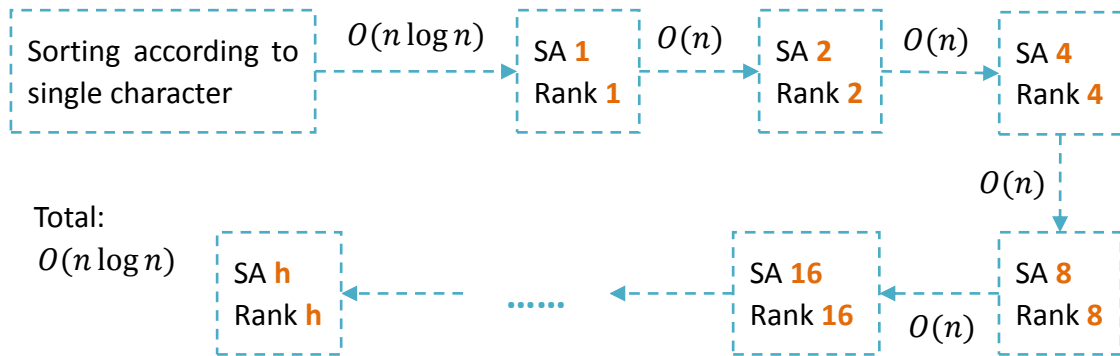 Sorting according to
single character
O(n log n)
SA 1
Rank 1
O(n)
SA 2
Rank 2
O(n)
SA 4
Rank 4
O(n)
SA 8
Rank 8
O(n)
SA 16
Rank 16
......
SA h
Rank h
Total:
O(n log n)